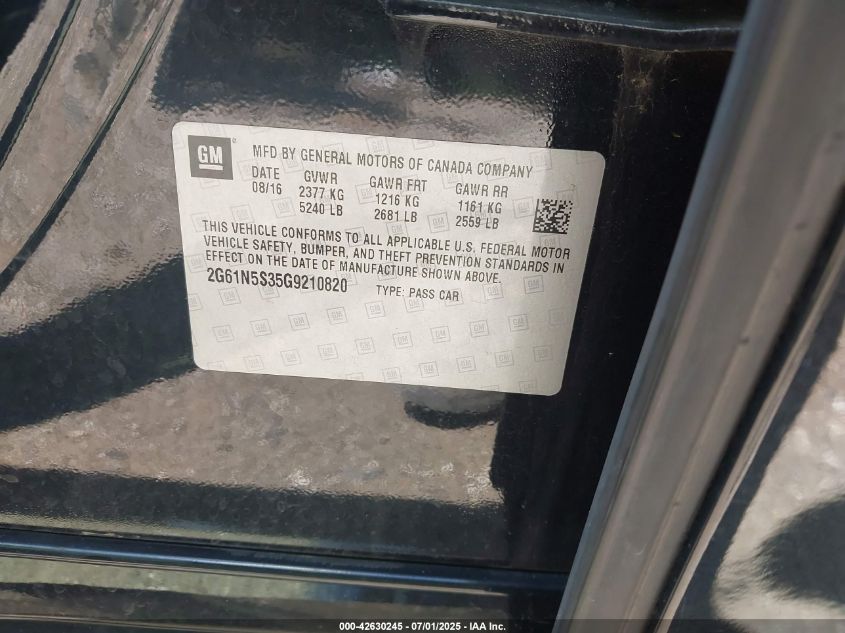 GM
MFD BY GENERAL MOTORS OF CANADA COMPANY
DATE GVWR GAWR FRT GAWR RR
08/16 2377 KG 1216 KG 1161 KG
5240 LB 2681 LB 2559 LB
THIS VEHICLE CONFORMS TO ALL APPLICABLE U.S. FEDERAL MOTOR
VEHICLE SAFETY, BUMPER, AND THEFT PREVENTION STANDARDS IN
EFFECT ON THE DATE OF MANUFACTURE SHOWN ABOVE.
2G61N5S35G9210820 TYPE: PASS CAR
000-42630245 - 07/01/2025 - IAA Inc.